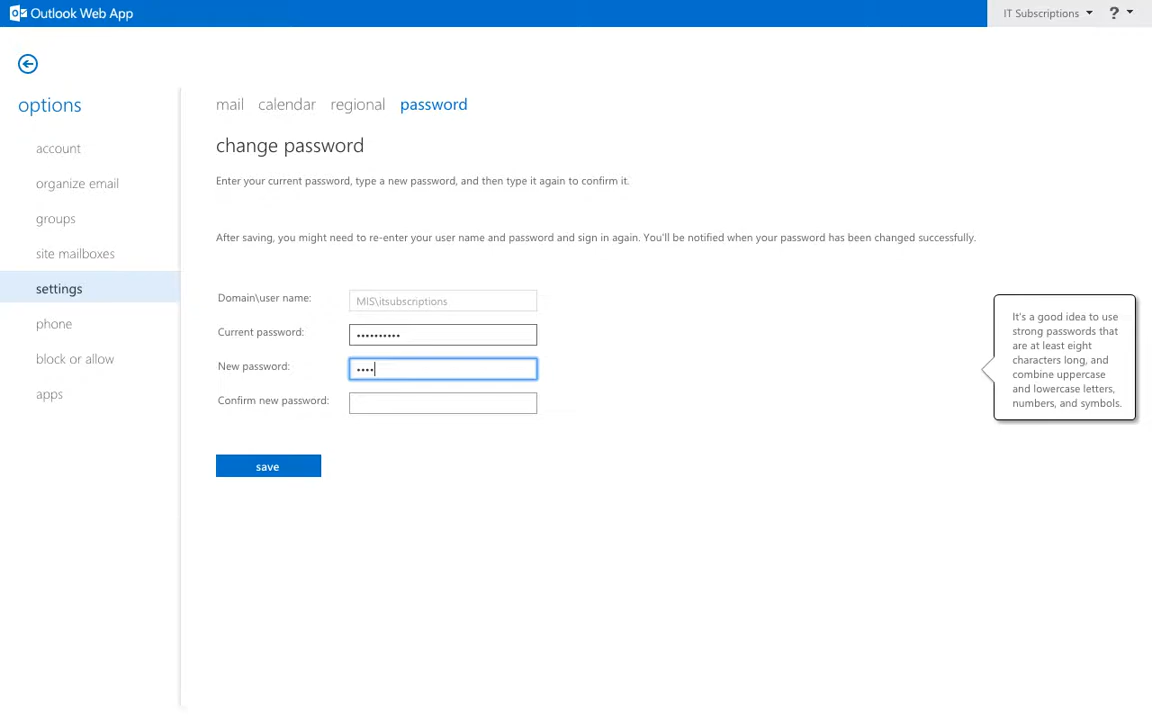 Outlook Web App
IT Subscriptions
?
options
account
organize email
groups
site mailboxes
settings
phone
block or allow
apps
mail calendar regional password
change password
Enter your current password, type a new password, and then type it again to confirm it.
After saving, you might need to re-enter your user name and password and sign in again. You'll be notified when your password has been changed successfully.
Domain\user name: MIS\itsubscriptions
Current password: ••••••••••
New password: ••••
Confirm new password:
save
It's a good idea to use
strong passwords that
are at least eight
characters long, and
combine uppercase
and lowercase letters,
numbers, and symbols.